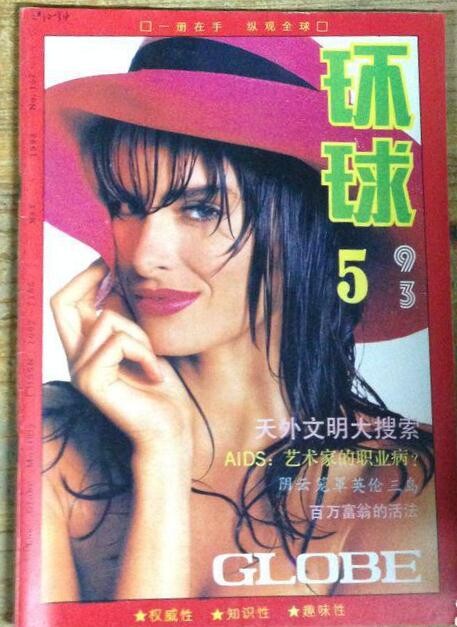 □一册在手 纵观全球□
环
球
5
93
天外文明大搜索
AIDS：艺术家的职业病？
阴云笼罩英伦三岛
百万富翁的活法
GLOBE
★权威性 ★知识性 ★趣味性